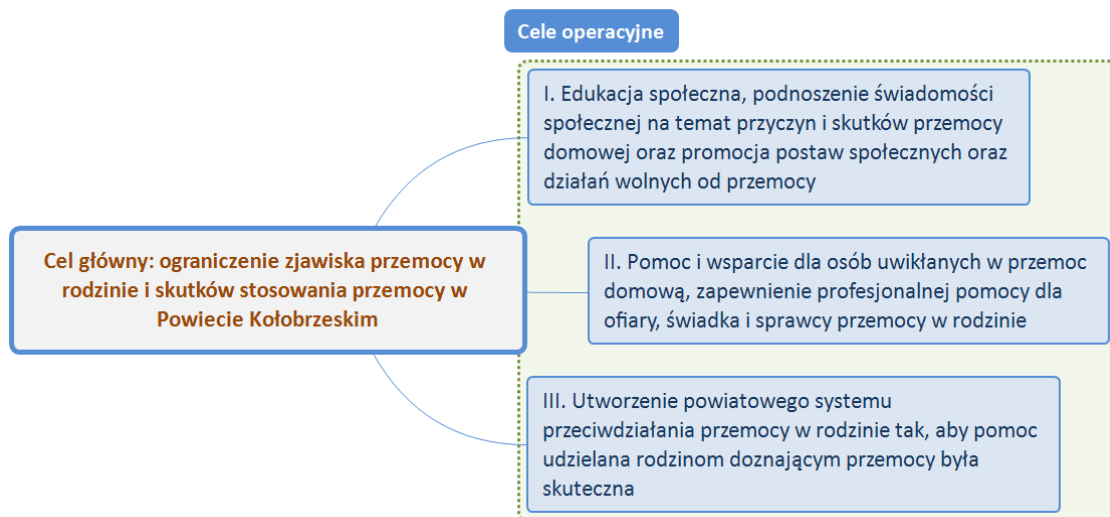 Cele operacyjne
I. Edukacja społeczna, podnoszenie świadomości
społecznej na temat przyczyn i skutków przemocy
domowej oraz promocja postaw społecznych oraz
działań wolnych od przemocy
Cel główny: ograniczenie zjawiska przemocy w
rodzinie i skutków stosowania przemocy w
Powiecie Kołobrzeskim
II. Pomoc i wsparcie dla osób uwikłanych w przemoc
domową, zapewnienie profesjonalnej pomocy dla
ofiary, świadka i sprawcy przemocy w rodzinie
III. Utworzenie powiatowego systemu
przeciwdziałania przemocy w rodzinie tak, aby pomoc
udzielana rodzinom doznającym przemocy była
skuteczna